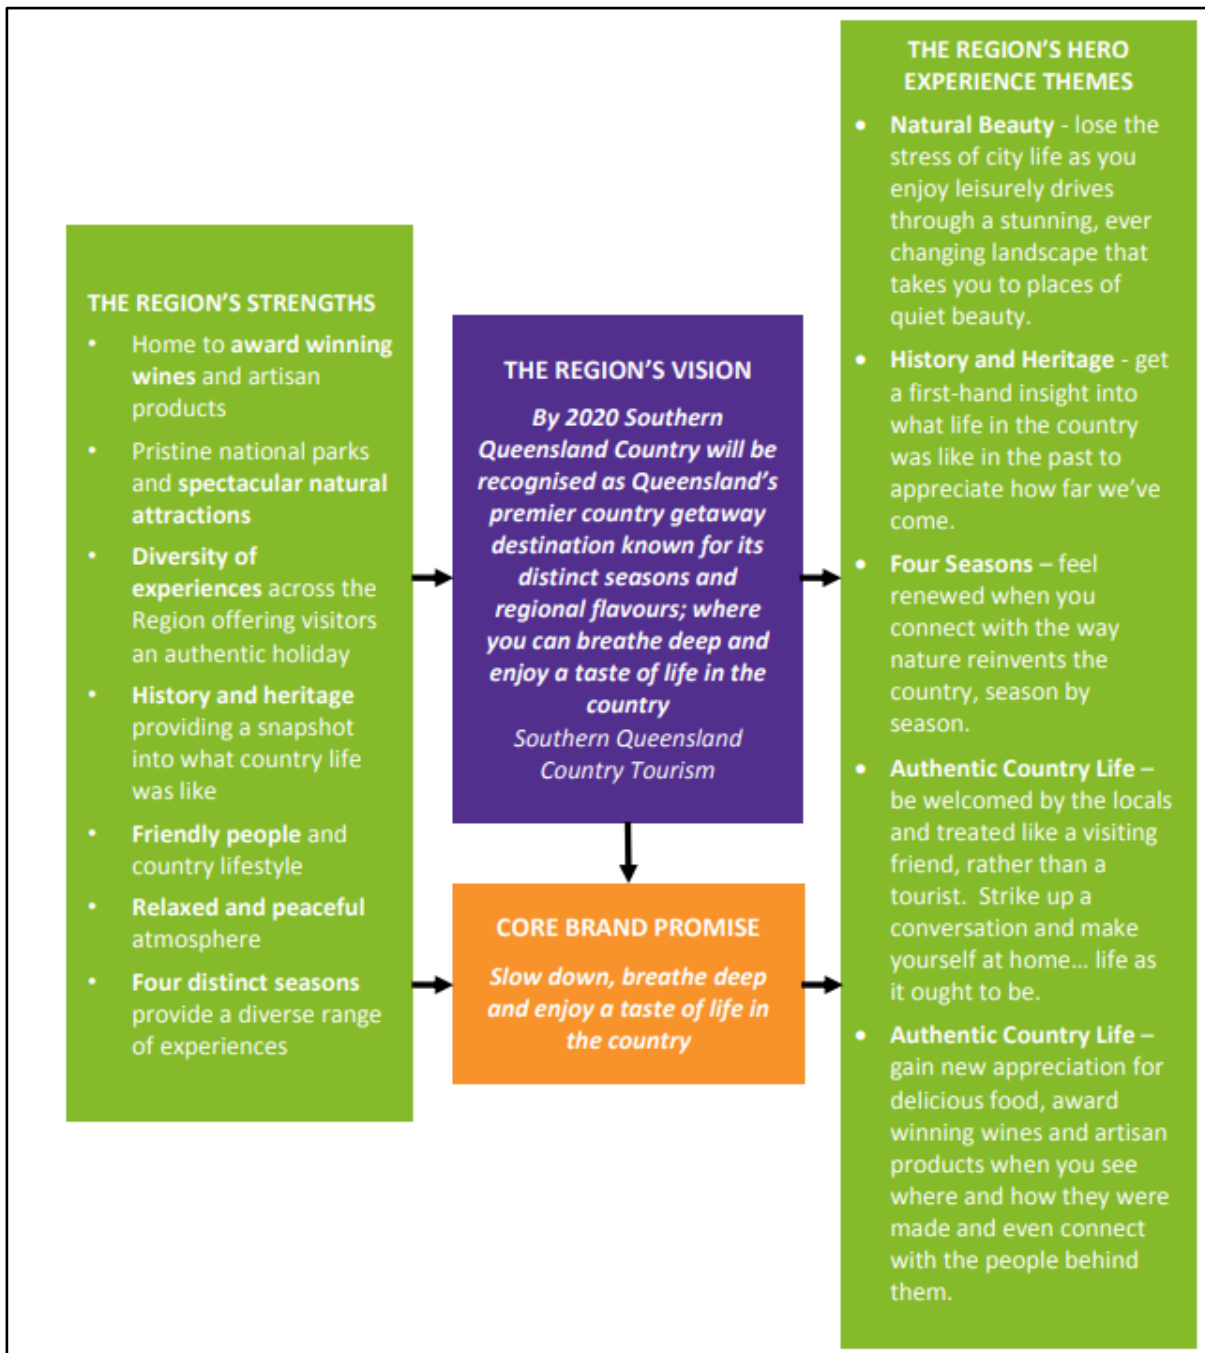 THE REGION'S STRENGTHS
• Home to award winning
wines and artisan
products
• Pristine national parks
and spectacular natural
attractions
• Diversity of
experiences across the
Region offering visitors
an authentic holiday
• History and heritage
providing a snapshot
into what country life
was like
• Friendly people and
country lifestyle
• Relaxed and peaceful
atmosphere
• Four distinct seasons
provide a diverse range
of experiences
THE REGION'S VISION
By 2020 Southern
Queensland Country will be
recognised as Queensland's
premier country getaway
destination known for its
distinct seasons and
regional flavours; where
you can breathe deep and
enjoy a taste of life in the
country
Southern Queensland
Country Tourism
CORE BRAND PROMISE
Slow down, breathe deep
and enjoy a taste of life in
the country
THE REGION'S HERO
EXPERIENCE THEMES
• Natural Beauty - lose the
stress of city life as you
enjoy leisurely drives
through a stunning, ever
changing landscape that
takes you to places of
quiet beauty.
• History and Heritage - get
a first-hand insight into
what life in the country
was like in the past to
appreciate how far we've
come.
• Four Seasons – feel
renewed when you
connect with the way
nature reinvents the
country, season by
season.
• Authentic Country Life –
be welcomed by the locals
and treated like a visiting
friend, rather than a
tourist. Strike up a
conversation and make
yourself at home... life as
it ought to be.
• Authentic Country Life –
gain new appreciation for
delicious food, award
winning wines and artisan
products when you see
where and how they were
made and even connect
with the people behind
them.